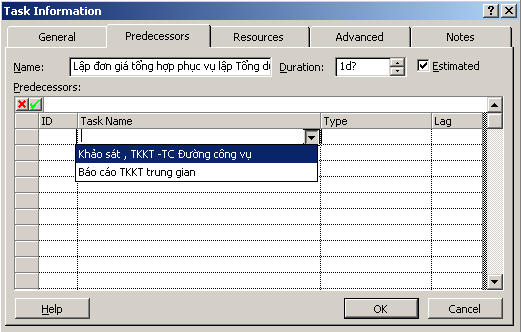 Task Information
General Predecessors Resources Advanced Notes
Name: Lập đơn giá tổng hợp phục vụ lập Tổng dự Duration: 1d? Estimated
Predecessors:
ID Task Name Type Lag
Khảo sát , TKKT -TC Đường công vụ
Báo cáo TKKT trung gian
Help OK Cancel